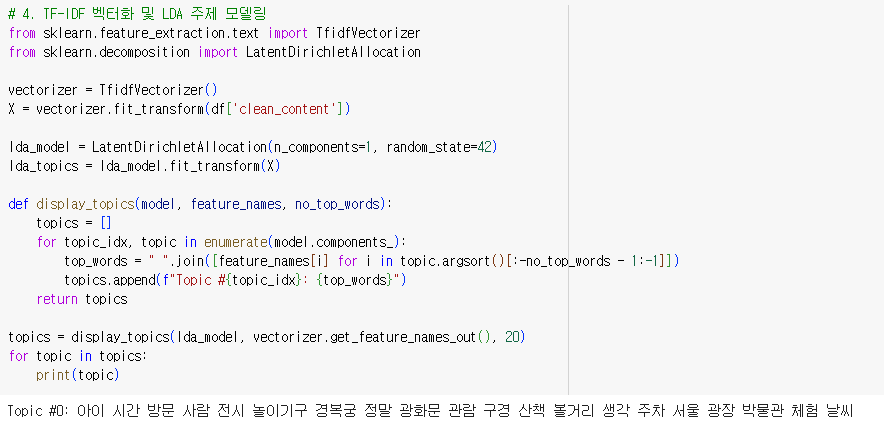 # 4. TF-IDF 벡터화 및 LDA 주제 모델링
from sklearn.feature_extraction.text import TfidfVectorizer
from sklearn.decomposition import LatentDirichletAllocation
vectorizer = TfidfVectorizer()
X = vectorizer.fit_transform(df['clean_content'])
lda_model = LatentDirichletAllocation(n_components=1, random_state=42)
lda_topics = lda_model.fit_transform(X)
def display_topics(model, feature_names, no_top_words):
    topics = []
    for topic_idx, topic in enumerate(model.components_):
        top_words = " ".join([feature_names[i] for i in topic.argsort()[:-no_top_words - 1:-1]])
        topics.append(f"Topic #{topic_idx}: {top_words}")
    return topics
topics = display_topics(lda_model, vectorizer.get_feature_names_out(), 20)
for topic in topics:
    print(topic)
Topic #0: 아이 시간 방문 사람 전시 놀이기구 경복궁 정말 광화문 관람 구경 산책 볼거리 생각 주차 서울 광장 박물관 체험 날씨